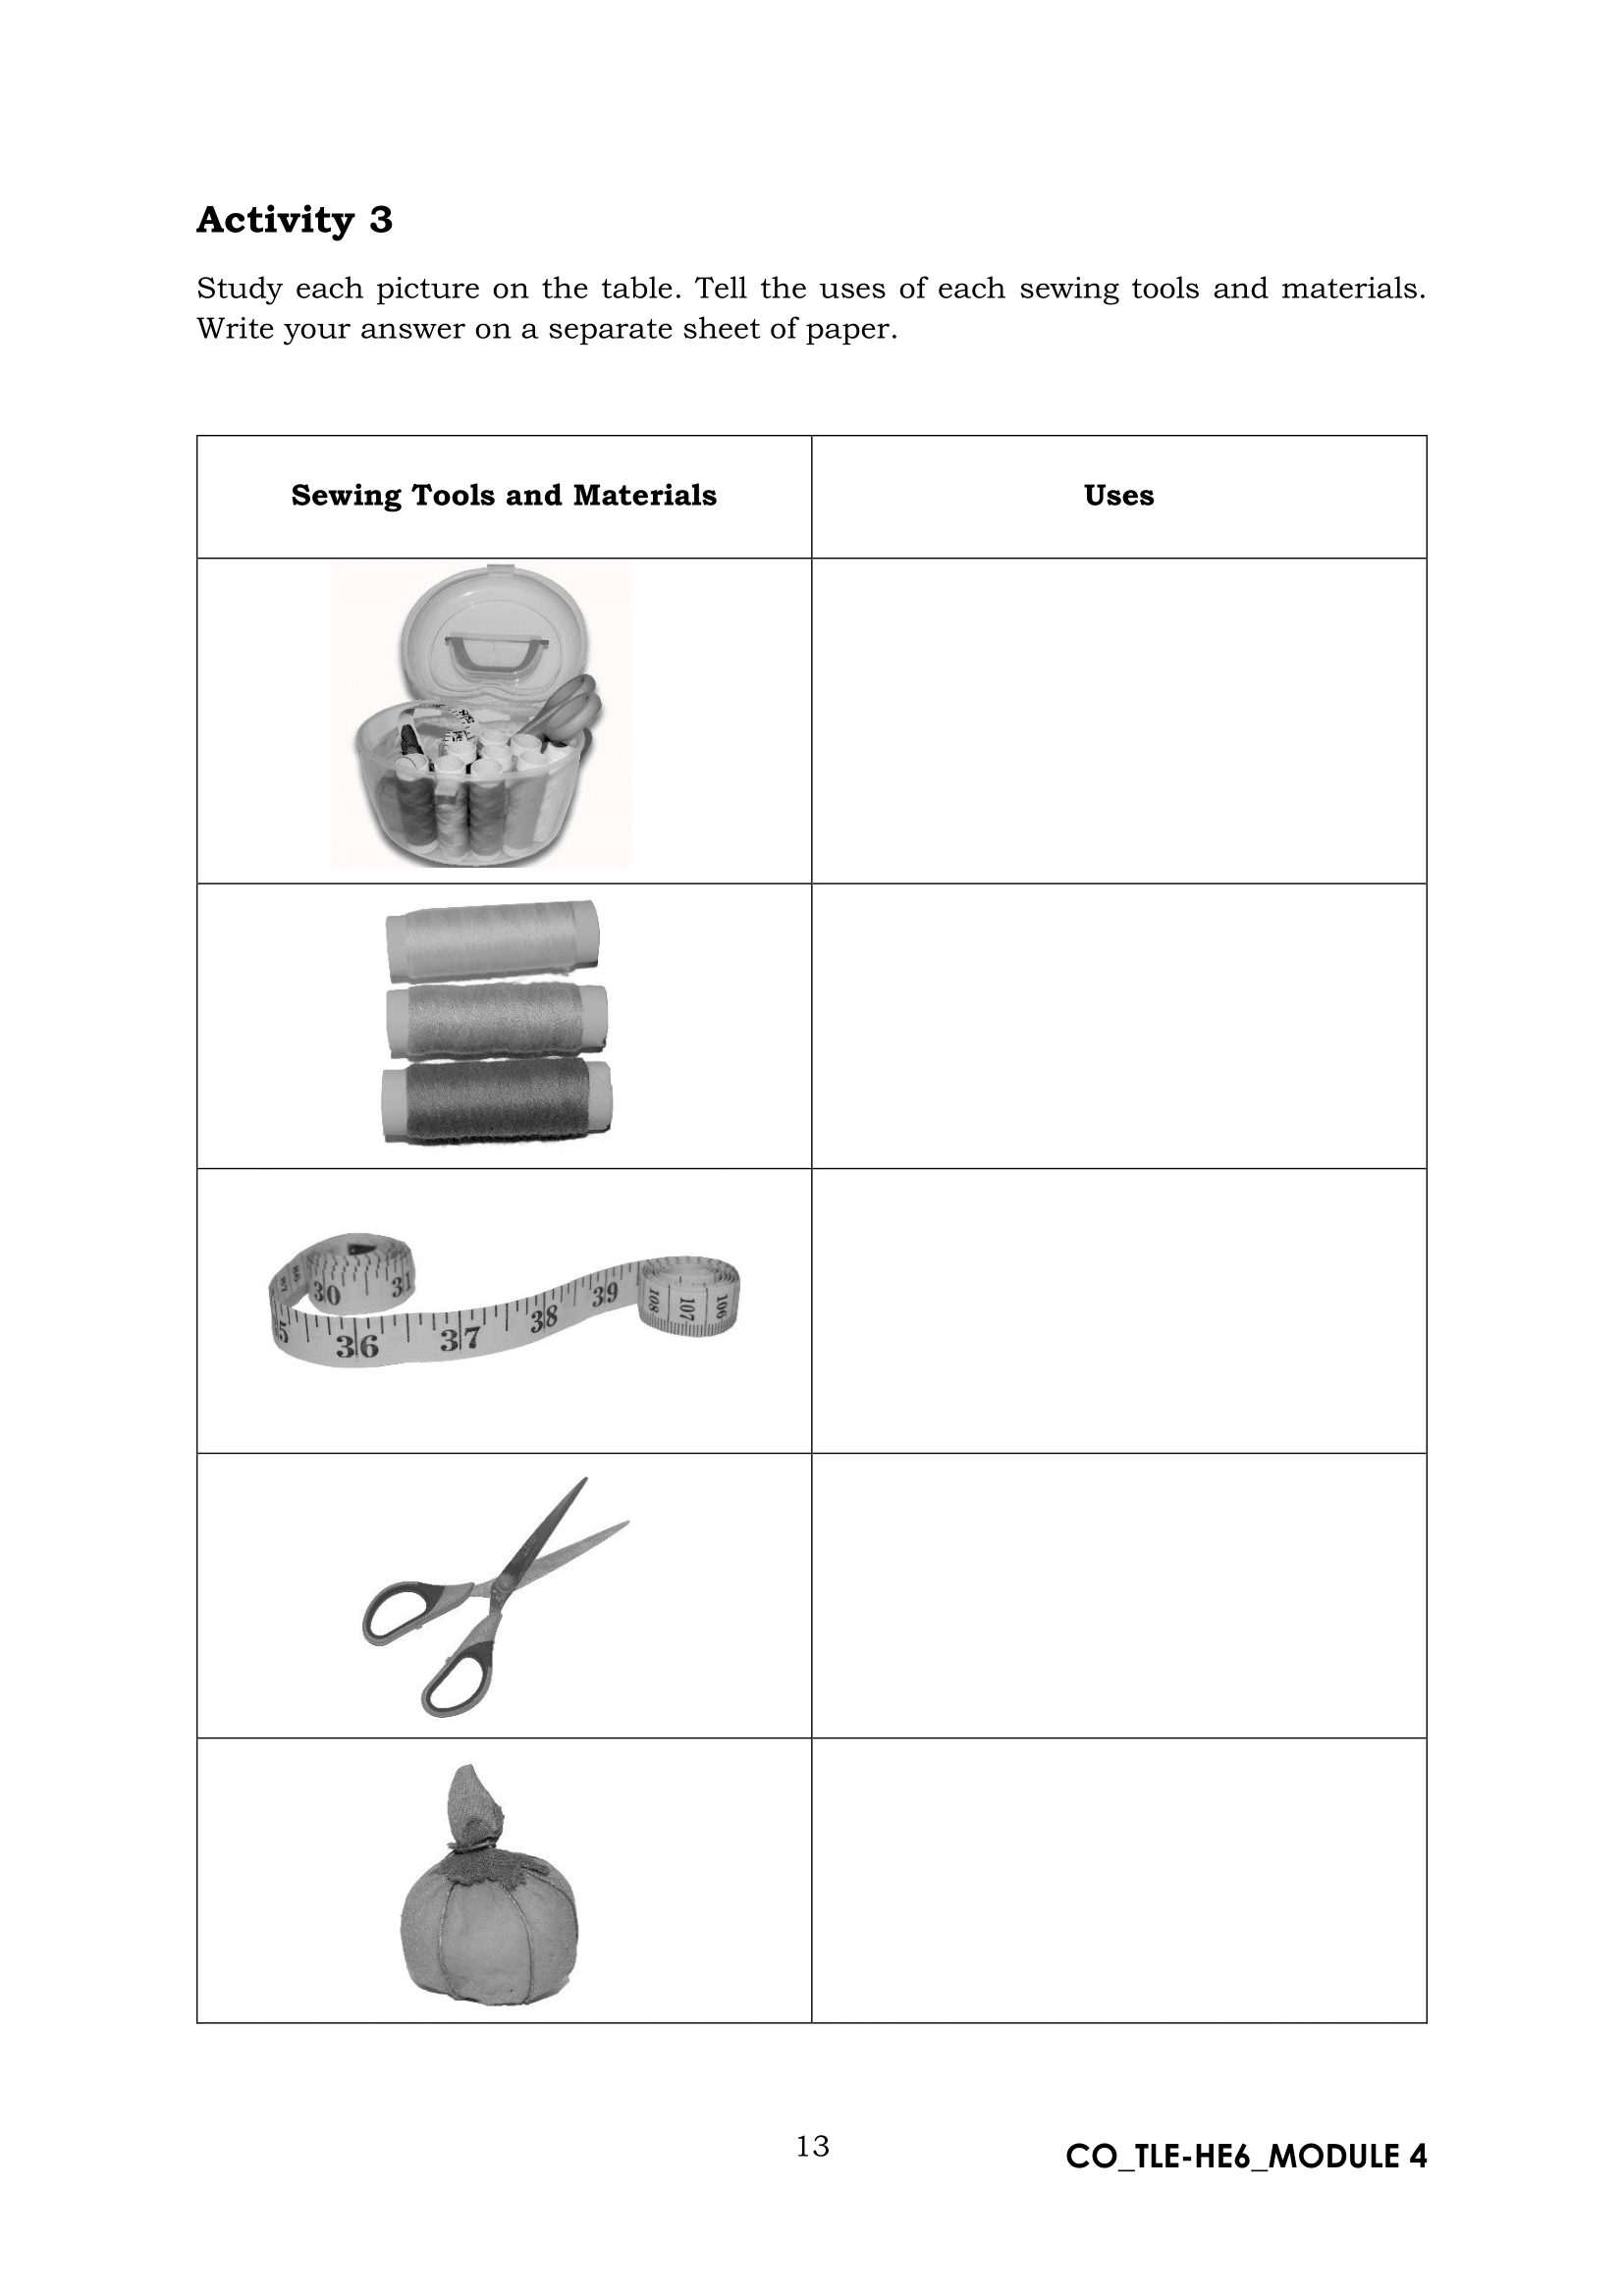 Activity 3
Study each picture on the table. Tell the uses of each sewing tools and materials.
Write your answer on a separate sheet of paper.
Sewing Tools and Materials
Uses
30 31
36 37 38 39
108 107 106
13
CO_TLE-HE6_MODULE 4